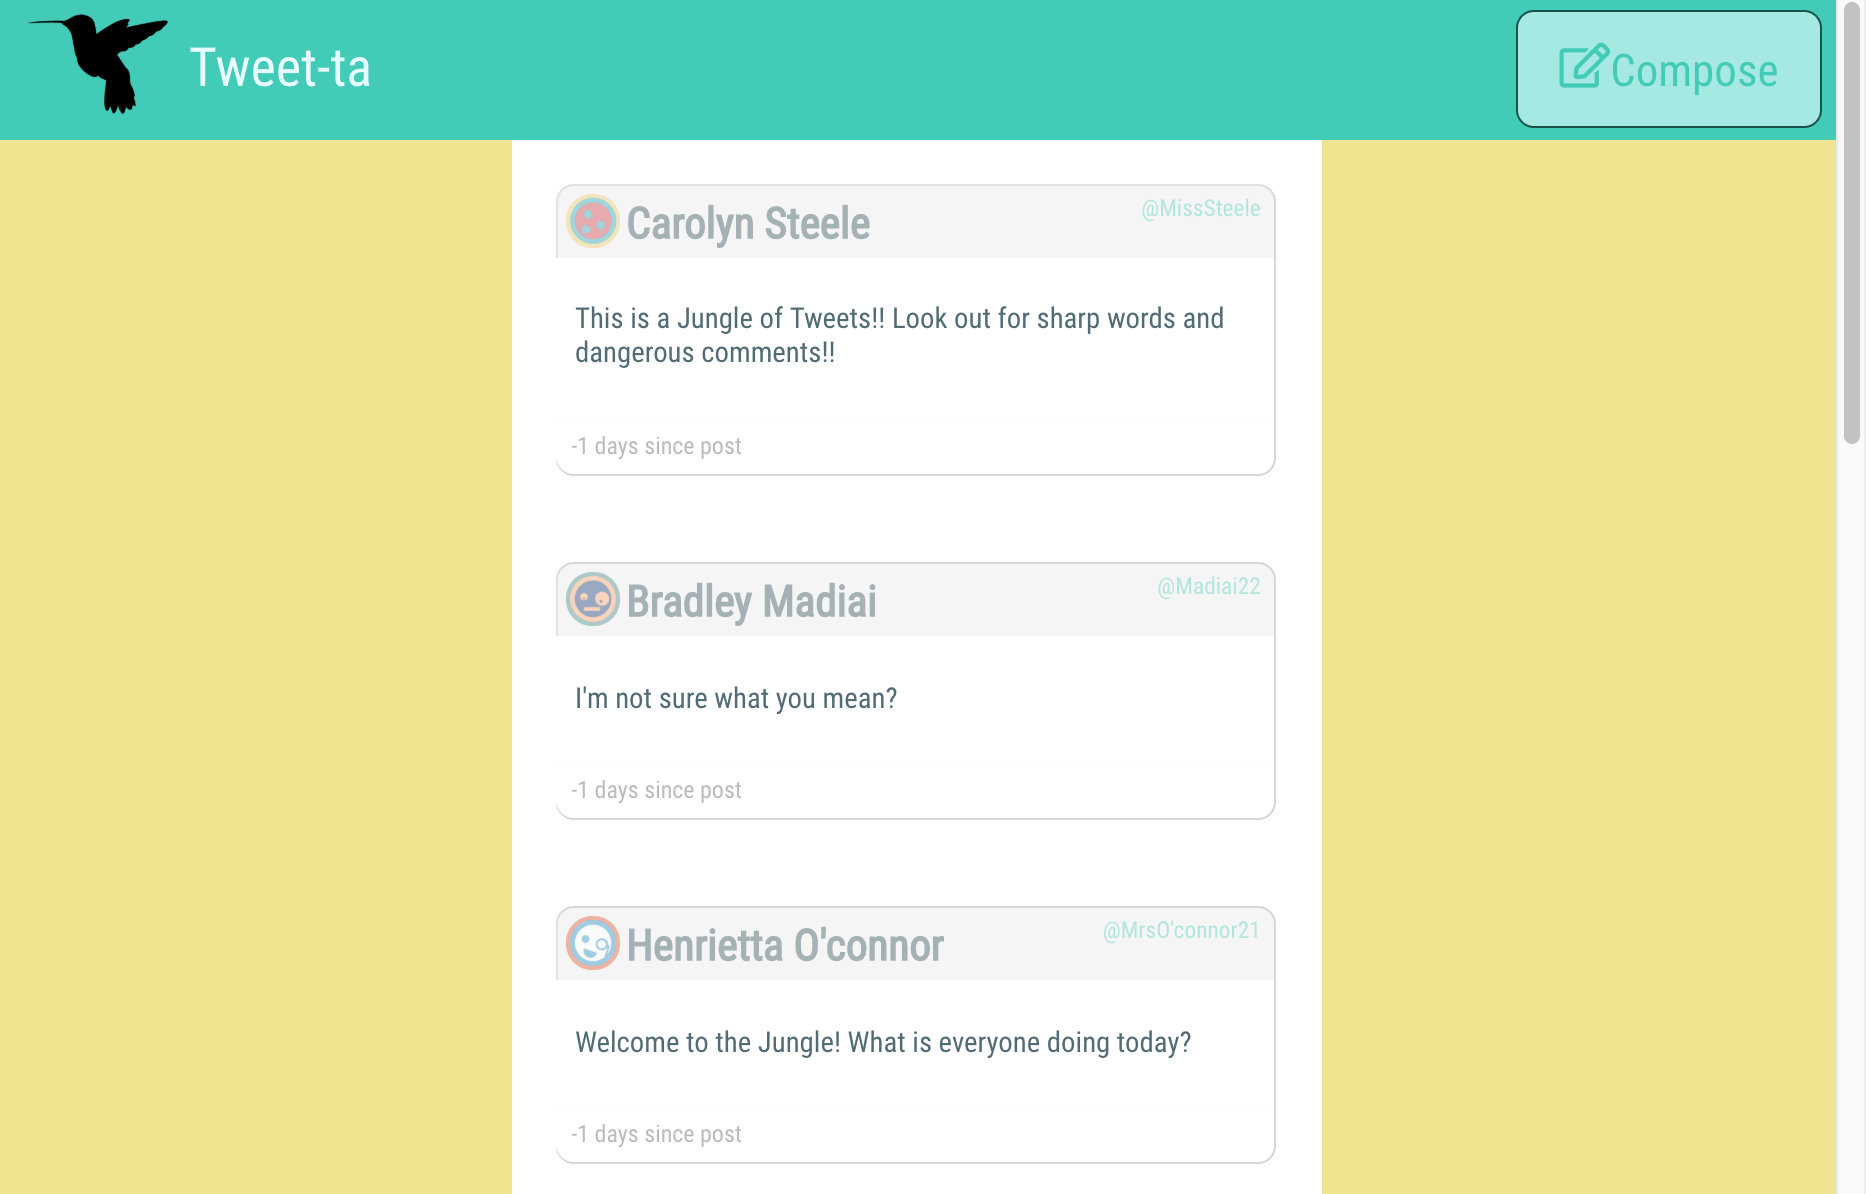 Tweet-ta
Compose
Carolyn Steele
@MissSteele
This is a Jungle of Tweets!! Look out for sharp words and
dangerous comments!!
-1 days since post
Bradley Madiai
@Madiai22
I'm not sure what you mean?
-1 days since post
Henrietta O'connor
@MrsO'connor21
Welcome to the Jungle! What is everyone doing today?
-1 days since post